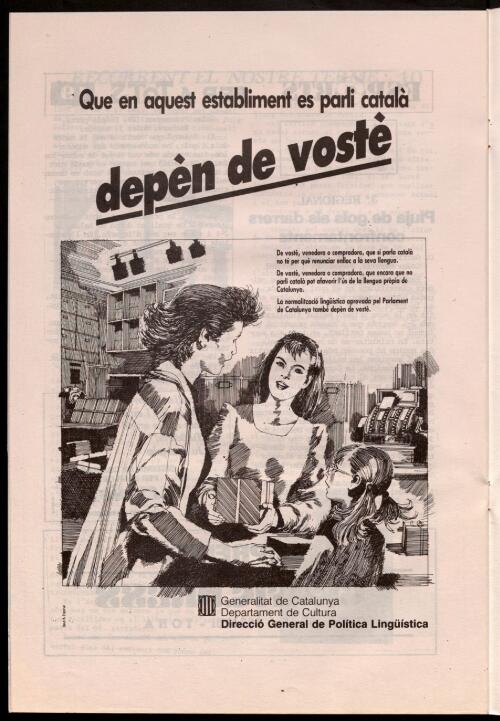 Que en aquest establiment es parli català
depèn de vostè
De vostè, venedora o compradora, que si parla català
no té per què renunciar enlloc a la seva llengua.
De vostè, venedora o compradora, que encara que no
parli català pot afavorir l'ús de la llengua pròpia de
Catalunya.
La normalització lingüística aprovada pel Parlament
de Catalunya també depèn de vostè.
Generalitat de Catalunya
Departament de Cultura
Direcció General de Política Lingüística